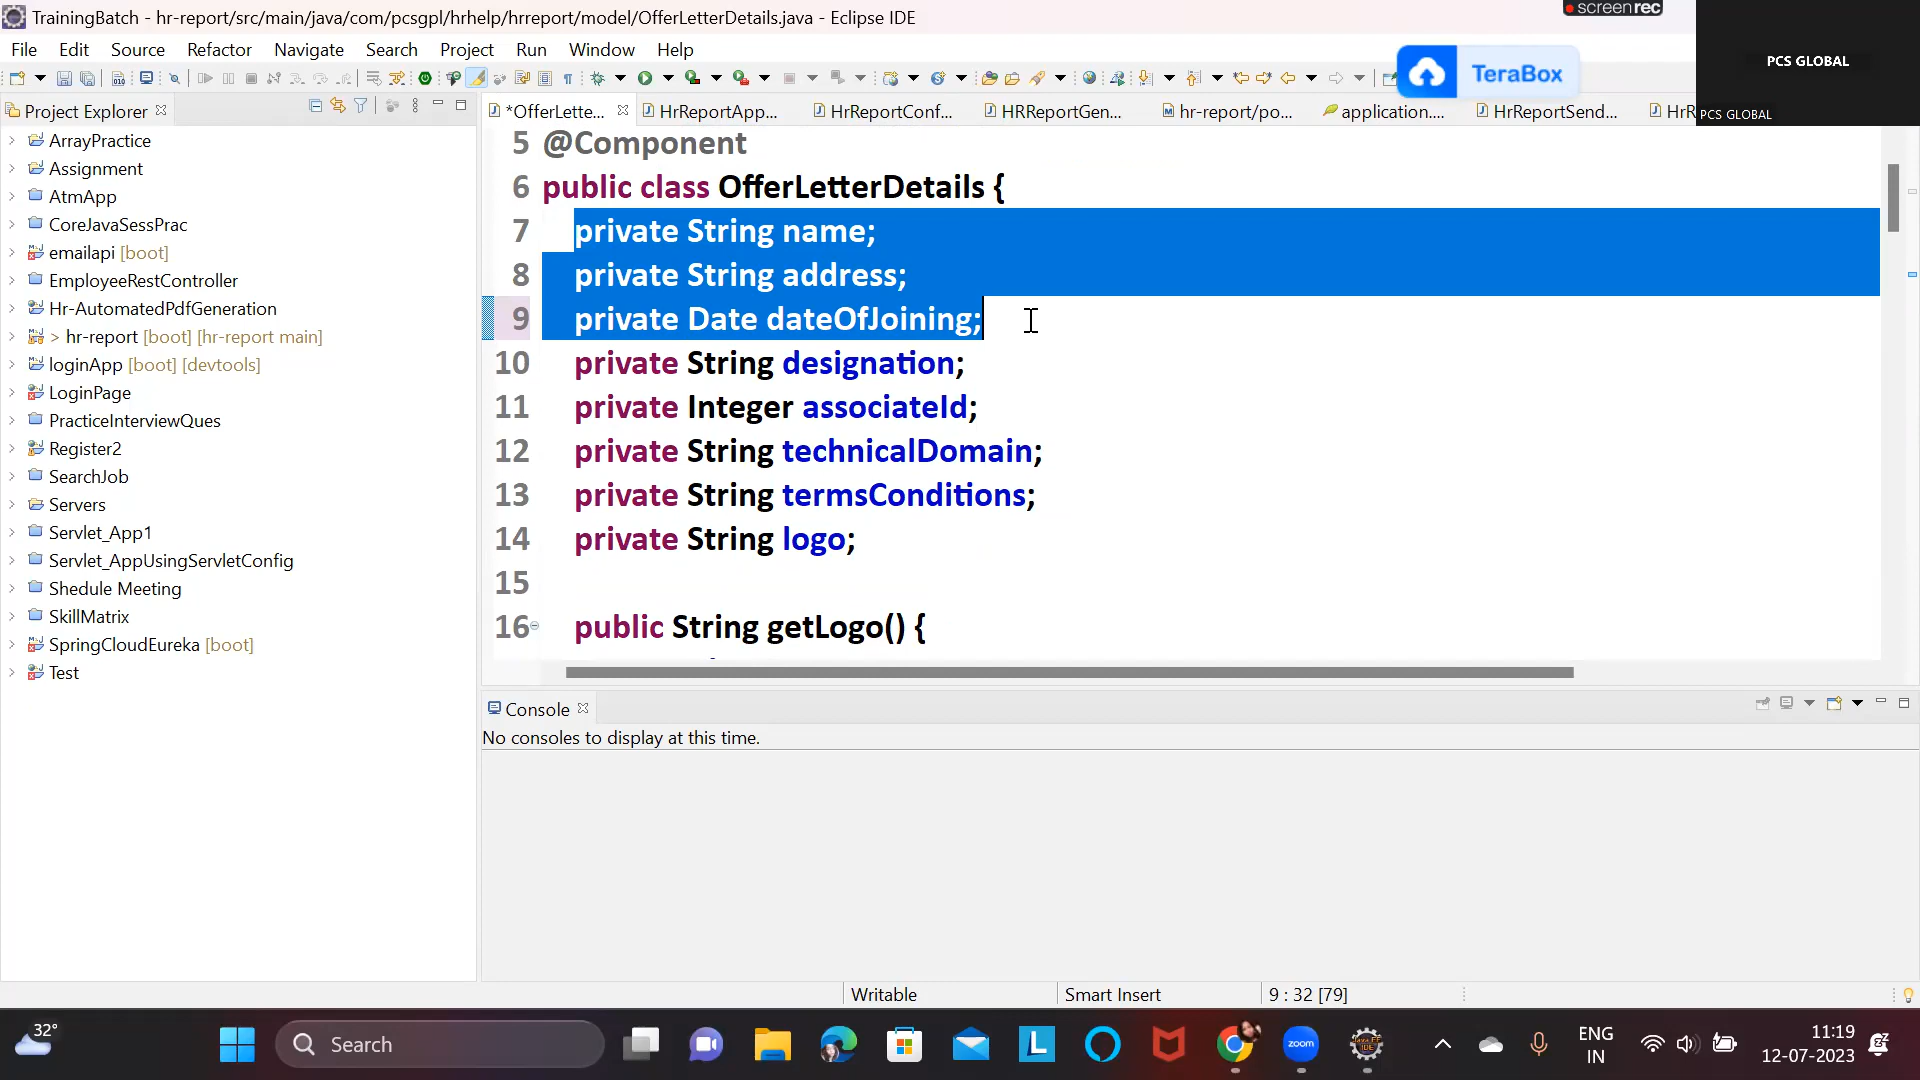 TrainingBatch - hr-report/src/main/java/com/pcsgpl/hrhelp/hrreport/model/OfferLetterDetails.java - Eclipse IDE
screenrec
File Edit Source Refactor Navigate Search Project Run Window Help
TeraBox
PCS GLOBAL
PCS GLOBAL
Project Explorer
*OfferLette... HrReportApp... HrReportConf... HRReportGen... hr-report/po... application.... HrReportSend... HrR
ArrayPractice
Assignment
AtmApp
CoreJavaSessPrac
emailapi [boot]
EmployeeRestController
Hr-AutomatedPdfGeneration
> hr-report [boot] [hr-report main]
loginApp [boot] [devtools]
LoginPage
PracticeInterviewQues
Register2
SearchJob
Servers
Servlet_App1
Servlet_AppUsingServletConfig
Shedule Meeting
SkillMatrix
SpringCloudEureka [boot]
Test
5 @Component
6 public class OfferLetterDetails {
7 private String name;
8 private String address;
9 private Date dateOfJoining;
10 private String designation;
11 private Integer associateId;
12 private String technicalDomain;
13 private String termsConditions;
14 private String logo;
15
16 public String getLogo() {
Console
No consoles to display at this time.
Writable Smart Insert 9 : 32 [79]
32°
Search
L
zoom
Java EE
IDE
ENG
IN
11:19
12-07-2023